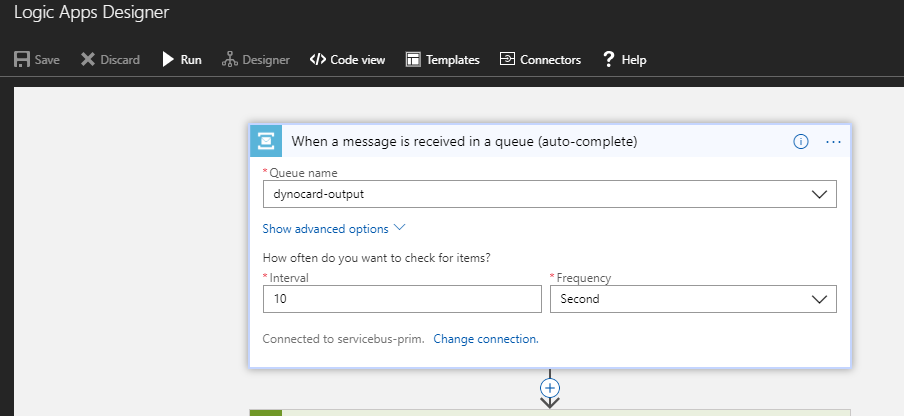 Logic Apps Designer
Save Discard Run Designer </> Code view Templates Connectors ? Help
When a message is received in a queue (auto-complete)
* Queue name
dynocard-output
Show advanced options
How often do you want to check for items?
* Interval * Frequency
10 Second
Connected to servicebus-prim. Change connection.